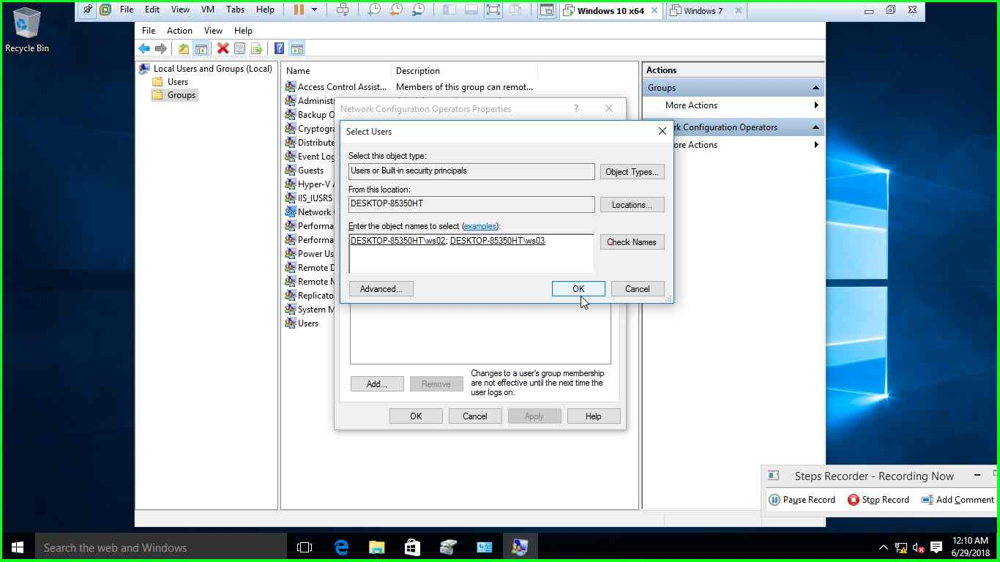 File Edit View VM Tabs Help
Windows 10 x64
Windows 7
Recycle Bin
File Action View Help
Local Users and Groups (Local)
Users
Groups
Name Description
Access Control Assist... Members of this group can remot...
Administ
Backup O
Cryptogra
Distribute
Event Log
Guests
Hyper-V A
IIS_IUSRS
Network
Performa
Performa
Power Us
Remote D
Remote M
Replicato
System M
Users
Actions
Groups
More Actions
rk Configuration Operators
ore Actions
Network Configuration Operators Properties
?
Select Users
Select this object type:
Users or Built-in security principals
Object Types...
From this location:
DESKTOP-85350HT
Locations...
Enter the object names to select (examples):
DESKTOP-85350HT\ws02; DESKTOP-85350HT\ws03
Check Names
Advanced...
OK
Cancel
Add...
Remove
Changes to a user's group membership
are not effective until the next time the
user logs on.
OK
Cancel
Apply
Help
Steps Recorder - Recording Now
Pause Record
Stop Record
Add Comment
Search the web and Windows
12:10 AM
6/29/2018